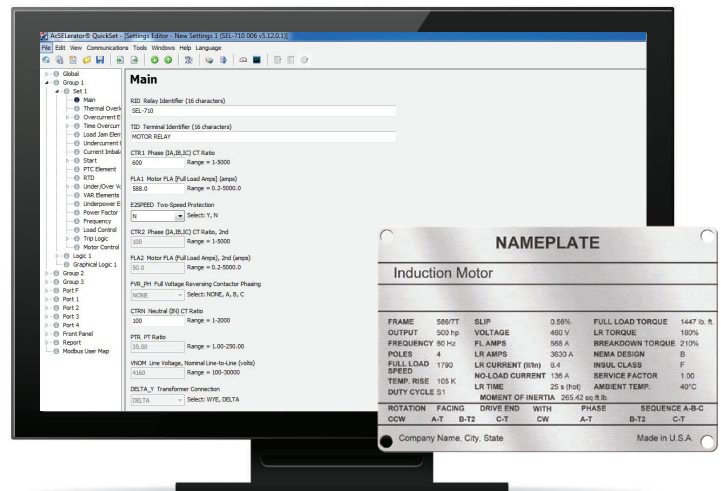 AcSELerator® QuickSet - [Settings Editor - New Settings 1 (SEL-710 006 v5.12.0.1)]
File Edit View Communications Tools Windows Help Language
Global
Group 1
Set 1
Main
Thermal Overl
Overcurrent E
Time Overcurr
Load Jam Elem
Undercurrent
Current Imbal
Start
PTC Element
RTD
Under/Over Vo
VAR Elements
Underpower E
Power Factor
Frequency
Load Control
Trip Logic
Motor Control
Logic 1
Graphical Logic 1
Group 2
Group 3
Port F
Port 1
Port 2
Port 3
Port 4
Front Panel
Report
Modbus User Map
Main
RID Relay Identifier (16 characters)
SEL-710
TID Terminal Identifier (16 characters)
MOTOR RELAY
CTR1 Phase (IA,IB,IC) CT Ratio
600 Range = 1-5000
FLA1 Motor FLA [Full Load Amps] (amps)
588.0 Range = 0.2-5000.0
E2SPEED Two-Speed Protection
N Select: Y, N
CTR2 Phase (IA,IB,IC) CT Ratio, 2nd
100 Range = 1-5000
FLA2 Motor FLA [Full Load Amps], 2nd (amps)
50.0 Range = 0.2-5000.0
FVR_PH Full Voltage Reversing Contactor Phasing
NONE Select: NONE, A, B, C
CTRN Neutral (IN) CT Ratio
100 Range = 1-2000
PTR PT Ratio
35.00 Range = 1.00-250.00
VNOM Line Voltage, Nominal Line-to-Line (volts)
4160 Range = 100-30000
DELTA_Y Transformer Connection
DELTA Select: WYE, DELTA
NAMEPLATE
Induction Motor
FRAME 586/7T SLIP 0.56% FULL LOAD TORQUE 1447 lb. ft.
OUTPUT 500 hp VOLTAGE 460 V LR TORQUE 180%
FREQUENCY 60 Hz FL AMPS 568 A BREAKDOWN TORQUE 210%
POLES 4 LR AMPS 3630 A NEMA DESIGN B
FULL LOAD SPEED 1790 LR CURRENT (Il/In) 6.4 INSUL CLASS F
NO-LOAD CURRENT 136 A SERVICE FACTOR 1.00
TEMP. RISE 105 K LR TIME 25 s (hot) AMBIENT TEMP. 40°C
DUTY CYCLE S1 MOMENT OF INERTIA 265.42 sq.ft.lb.
ROTATION FACING DRIVE END WITH PHASE SEQUENCE A-B-C
CCW A-T B-T2 C-T CW A-T B-T2 C-T
Company Name, City, State Made in U.S.A.